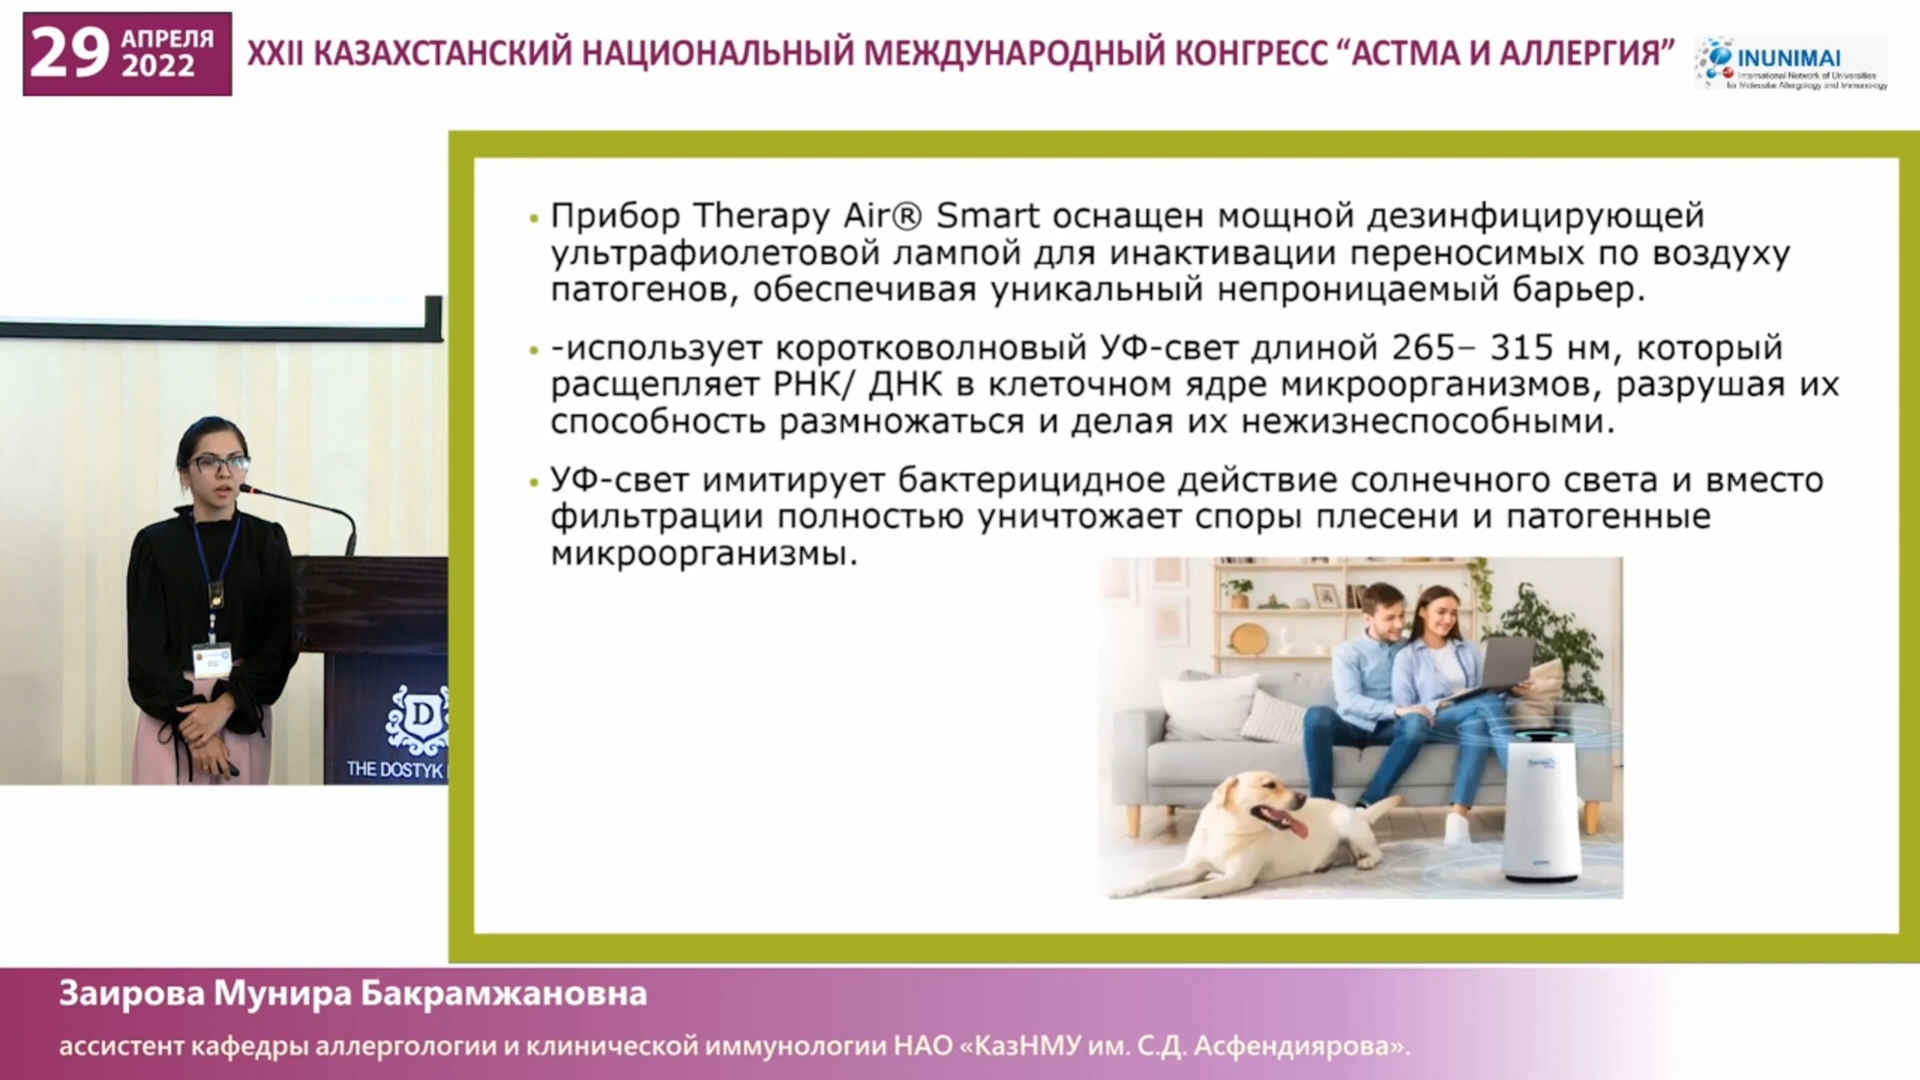 29 АПРЕЛЯ 2022
XXII КАЗАХСТАНСКИЙ НАЦИОНАЛЬНЫЙ МЕЖДУНАРОДНЫЙ КОНГРЕСС “АСТМА И АЛЛЕРГИЯ”
INUNIMAI
International Network of Universities
for Molecular Allergology and Immunology
• Прибор Therapy Air® Smart оснащен мощной дезинфицирующей
ультрафиолетовой лампой для инактивации переносимых по воздуху
патогенов, обеспечивая уникальный непроницаемый барьер.
• -использует коротковолновый УФ-свет длиной 265– 315 нм, который
расщепляет РНК/ ДНК в клеточном ядре микроорганизмов, разрушая их
способность размножаться и делая их нежизнеспособными.
• УФ-свет имитирует бактерицидное действие солнечного света и вместо
фильтрации полностью уничтожает споры плесени и патогенные
микроорганизмы.
D
THE DOSTYK
Заирова Мунира Бакрамжановна
ассистент кафедры аллергологии и клинической иммунологии НАО «КазНМУ им. С.Д. Асфендиярова».